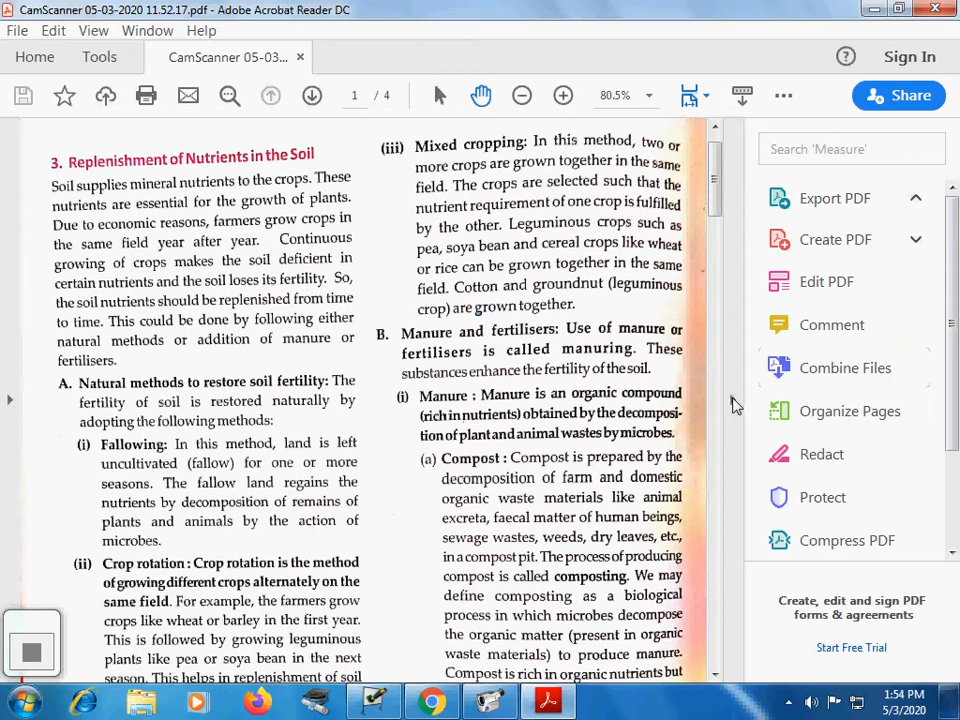 CamScanner 05-03-2020 11.52.17.pdf - Adobe Acrobat Reader DC
File Edit View Window Help
Home Tools CamScanner 05-03... × ? Sign In
1 / 4 80.5% Share
3. Replenishment of Nutrients in the Soil
Soil supplies mineral nutrients to the crops. These
nutrients are essential for the growth of plants.
Due to economic reasons, farmers grow crops in
the same field year after year. Continuous
growing of crops makes the soil deficient in
certain nutrients and the soil loses its fertility. So,
the soil nutrients should be replenished from time
to time. This could be done by following either
natural methods or addition of manure or
fertilisers.
A. Natural methods to restore soil fertility: The
fertility of soil is restored naturally by
adopting the following methods:
(i) Fallowing: In this method, land is left
uncultivated (fallow) for one or more
seasons. The fallow land regains the
nutrients by decomposition of remains of
plants and animals by the action of
microbes.
(ii) Crop rotation : Crop rotation is the method
of growing different crops alternately on the
same field. For example, the farmers grow
crops like wheat or barley in the first year.
This is followed by growing leguminous
plants like pea or soya bean in the next
season. This helps in replenishment of soil
(iii) Mixed cropping: In this method, two or
more crops are grown together in the same
field. The crops are selected such that the
nutrient requirement of one crop is fulfilled
by the other. Leguminous crops such as
pea, soya bean and cereal crops like wheat
or rice can be grown together in the same
field. Cotton and groundnut (leguminous
crop) are grown together.
B. Manure and fertilisers: Use of manure or
fertilisers is called manuring. These
substances enhance the fertility of the soil.
(i) Manure : Manure is an organic compound
(rich in nutrients) obtained by the decomposi-
tion of plant and animal wastes by microbes.
(a) Compost : Compost is prepared by the
decomposition of farm and domestic
organic waste materials like animal
excreta, faecal matter of human beings,
sewage wastes, weeds, dry leaves, etc.,
in a compost pit. The process of producing
compost is called composting. We may
define composting as a biological
process in which microbes decompose
the organic matter (present in organic
waste materials) to produce manure.
Compost is rich in organic nutrients but
Search 'Measure'
Export PDF
Create PDF
Edit PDF
Comment
Combine Files
Organize Pages
Redact
Protect
Compress PDF
Create, edit and sign PDF
forms & agreements
Start Free Trial
1:54 PM
5/3/2020